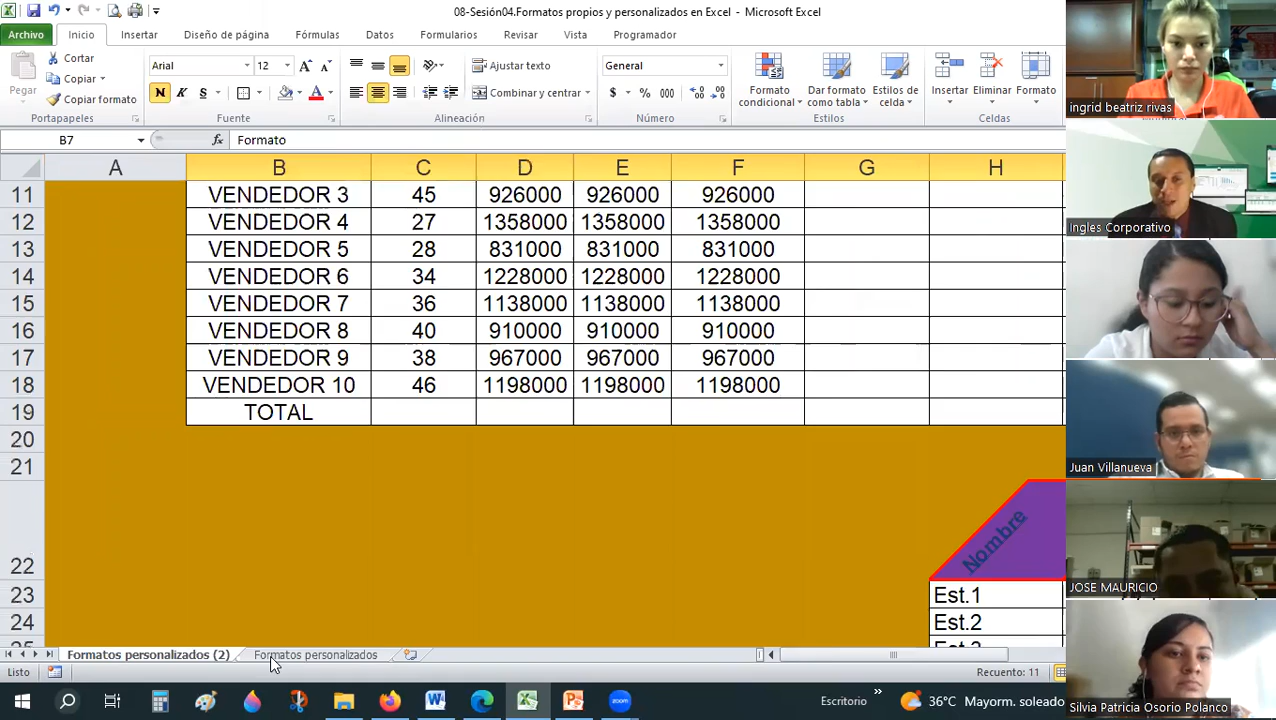 08-Sesión04.Formatos propios y personalizados en Excel - Microsoft Excel
Archivo Inicio Insertar Diseño de página Fórmulas Datos Formularios Revisar Vista Programador
Pegar
Cortar
Copiar
Copiar formato
Portapapeles
Arial 12
N K S
Fuente
Ajustar texto
Combinar y centrar
Alineación
General
$ % 000
Número
Formato condicional
Dar formato como tabla
Estilos de celda
Estilos
Insertar
Eliminar
Formato
Celdas
B7 fx Formato
A B C D E F G H
11 VENDEDOR 3 45 926000 926000 926000
12 VENDEDOR 4 27 1358000 1358000 1358000
13 VENDEDOR 5 28 831000 831000 831000
14 VENDEDOR 6 34 1228000 1228000 1228000
15 VENDEDOR 7 36 1138000 1138000 1138000
16 VENDEDOR 8 40 910000 910000 910000
17 VENDEDOR 9 38 967000 967000 967000
18 VENDEDOR 10 46 1198000 1198000 1198000
19 TOTAL
20
21
22 Nombre
23 Est.1
24 Est.2
Formatos personalizados (2) Formatos personalizados
Listo Recuento: 11
Escritorio » 36°C Mayorm. soleado
zoom
ingrid beatriz rivas
Ingles Corporativo
Juan Villanueva
JOSE MAURICIO
Silvia Patricia Osorio Polanco